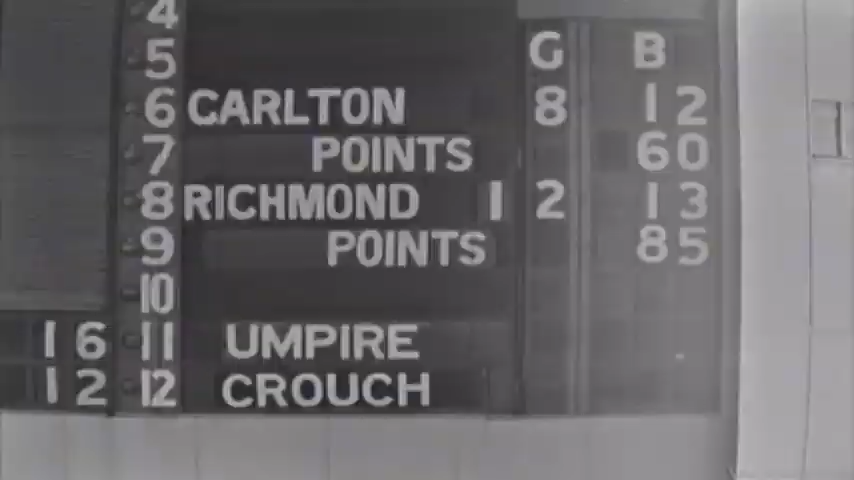 4
5 G B
6 CARLTON 8 12
7 POINTS 60
8 RICHMOND 12 13
9 POINTS 85
10
16 11 UMPIRE
12 12 CROUCH